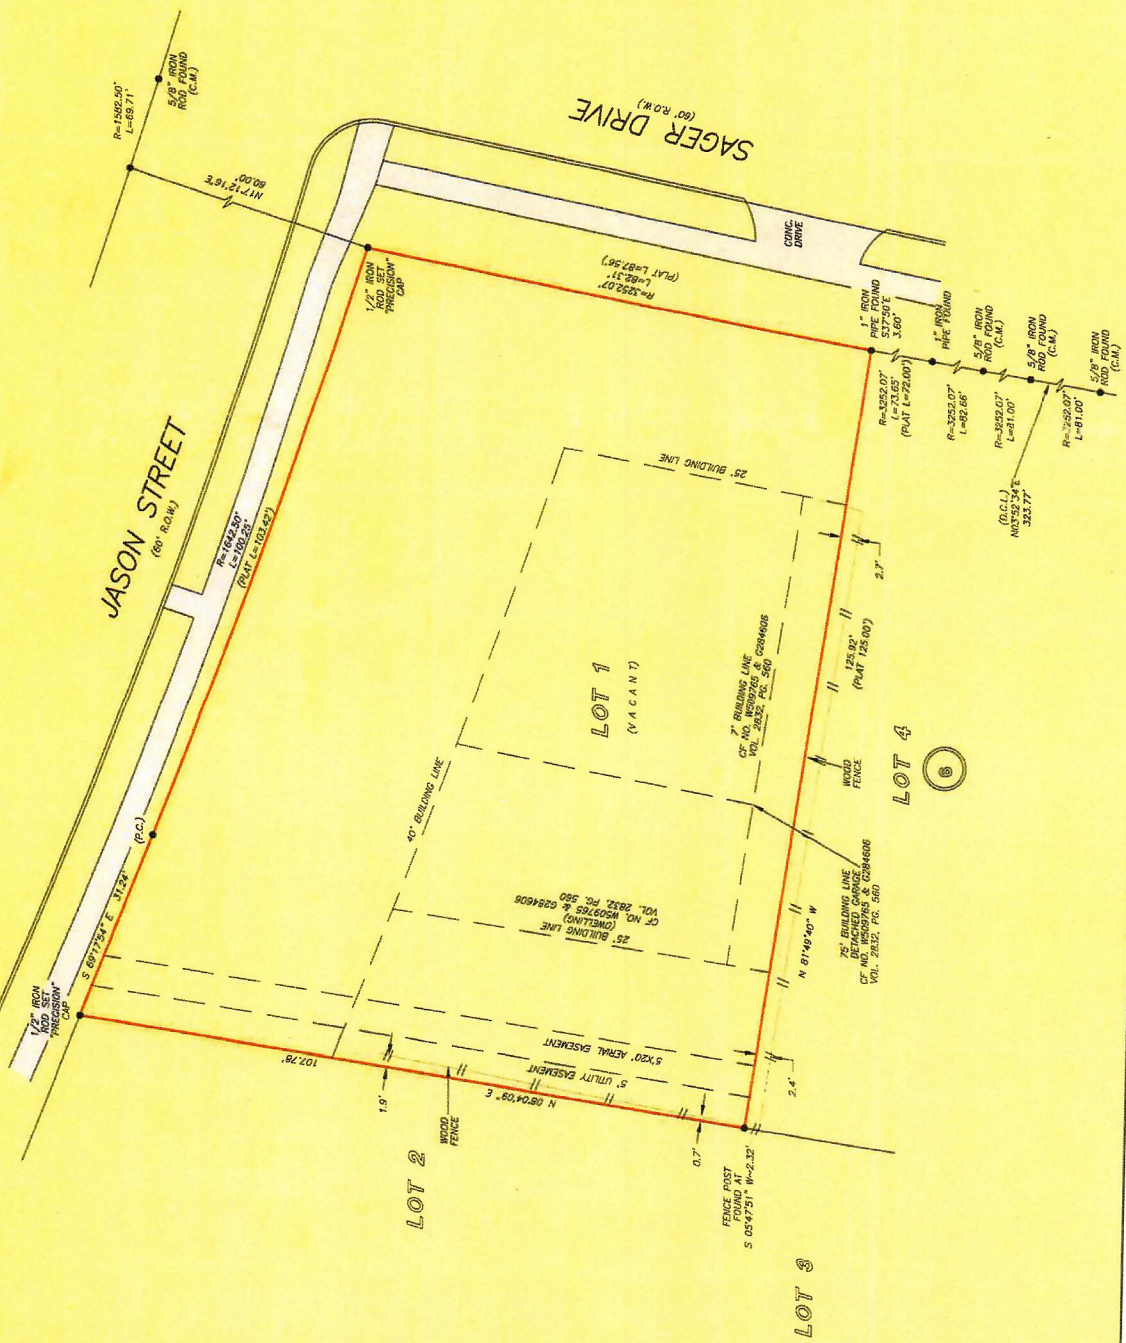 R=1582.50'
L=69.71'
5/8" IRON
ROD FOUND
(C.M.)
N17°12'16"E
60.00'
SAGER DRIVE
(60' R.O.W.)
JASON STREET
(60' R.O.W.)
1/2" IRON
ROD SET
"PRECISION"
CAP
CONC.
DRIVE
R=3252.07'
L=82.31'
(PLAT L=87.56')
R=1642.50'
L=100.25'
(PLAT L=103.42')
1" IRON
PIPE FOUND
S37°50'E
3.60'
1" IRON
PIPE FOUND
5/8" IRON
ROD FOUND
(C.M.)
5/8" IRON
ROD FOUND
(C.M.)
5/8" IRON
ROD FOUND
(C.M.)
R=3252.07'
L=73.65'
(PLAT L=72.00')
R=3252.07'
L=82.66'
R=3252.07'
L=81.00'
R=3252.07'
L=81.00'
(D.C.L.)
N03°52'34"E
323.77'
25' BUILDING LINE
40' BUILDING LINE
LOT 1
(VACANT)
7' BUILDING LINE
CF NO. W509765 & G284606
VOL. 2832, PG. 560
2.7'
125.92'
(PLAT 125.00')
WOOD
FENCE
LOT 4
6
(P.C.)
S 69°17'54" E 31.24'
25' BUILDING LINE
(DWELLING)
CF NO. W509765 & G284606
VOL. 2832, PG. 560
75' BUILDING LINE
DETACHED GARAGE
CF NO. W509765 & G284606
VOL. 2832, PG. 560
N 81°49'40" W
1/2" IRON
ROD SET
"PRECISION"
CAP
5'X20' AERIAL EASEMENT
5' UTILITY EASEMENT
107.78'
N 08°04'09" E
1.9'
WOOD
FENCE
2.4'
0.7'
LOT 2
FENCE POST
FOUND AT
S 05°47'51" W~2.32'
LOT 3